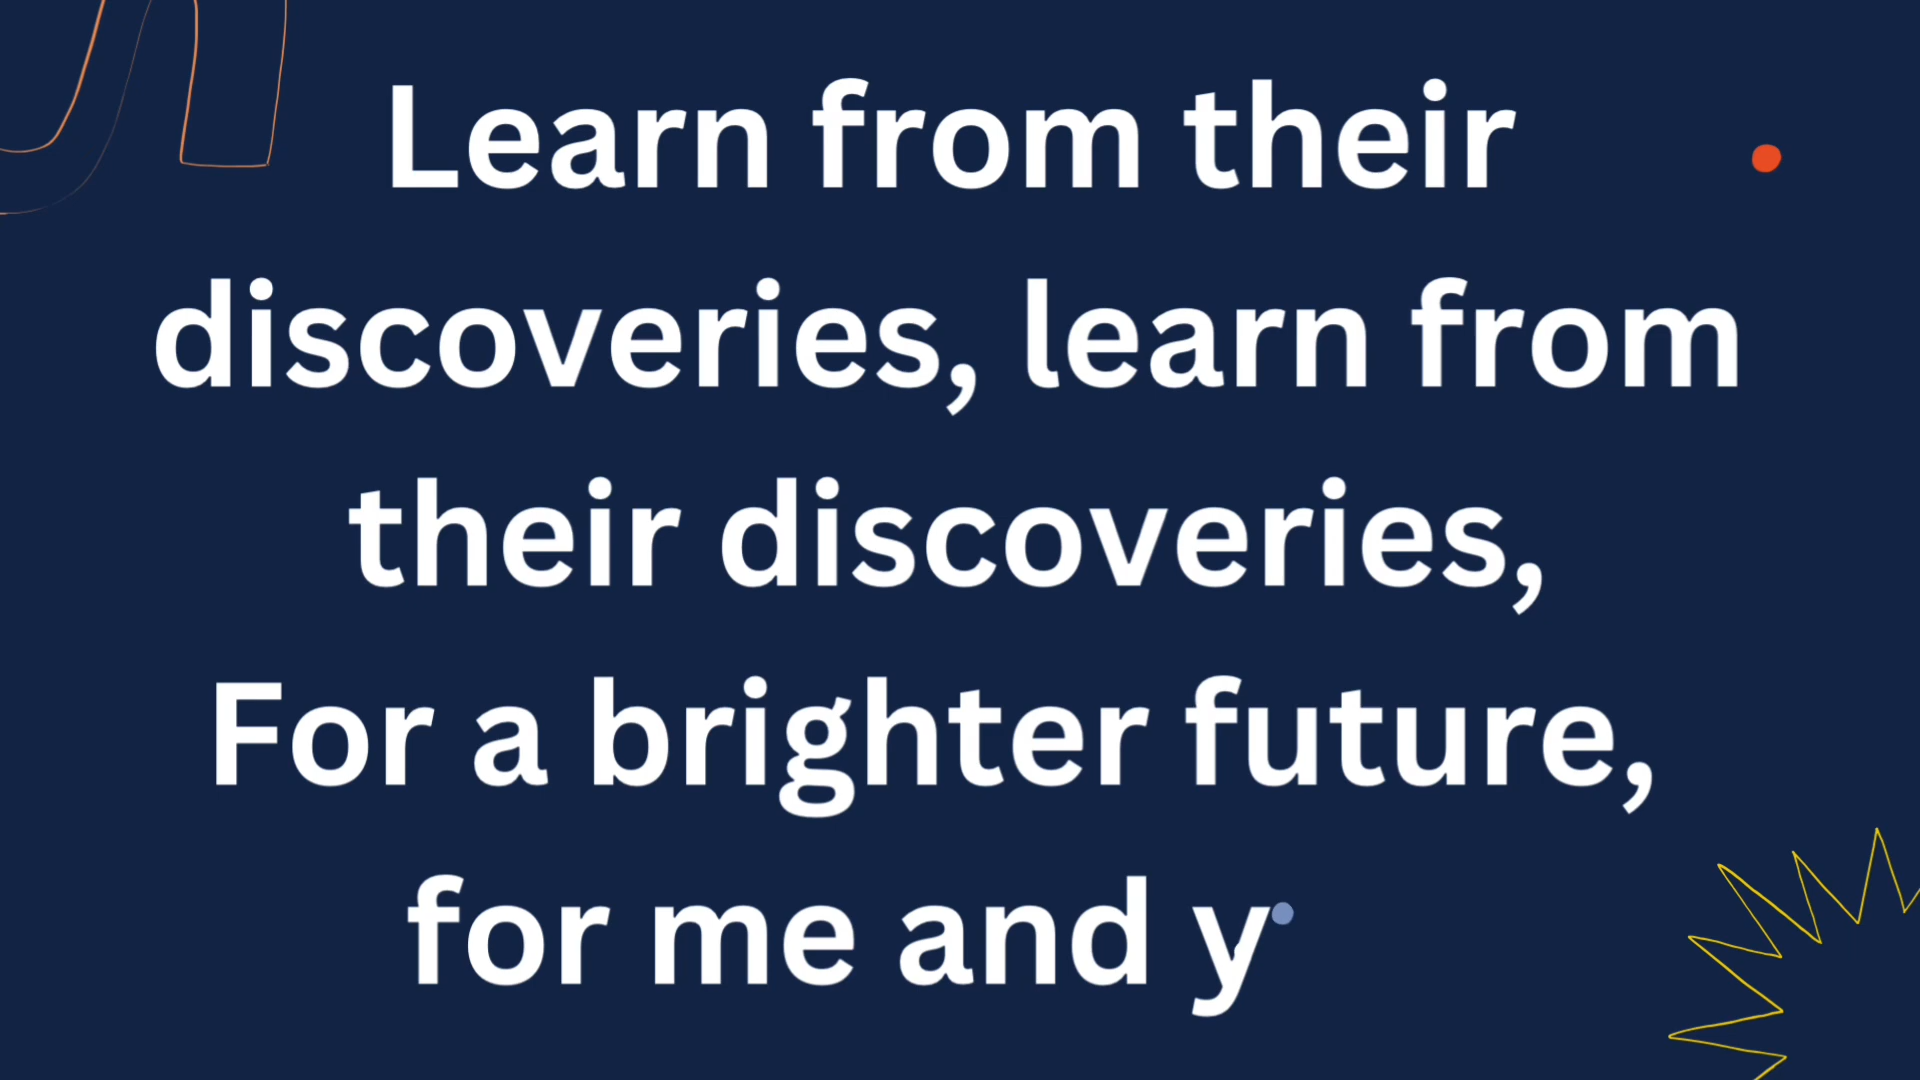 Learn from their
discoveries, learn from
their discoveries,
For a brighter future,
for me and y